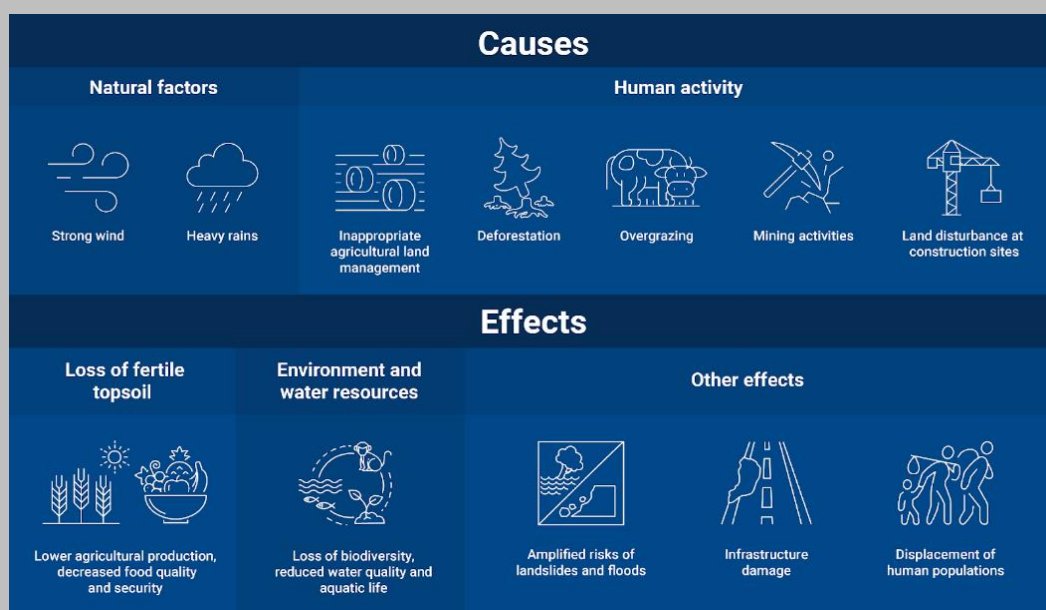 Causes
Natural factors
Human activity
Strong wind
Heavy rains
Inappropriate
agricultural land
management
Deforestation
Overgrazing
Mining activities
Land disturbance at
construction sites
Effects
Loss of fertile
topsoil
Environment and
water resources
Other effects
Lower agricultural production,
decreased food quality
and security
Loss of biodiversity,
reduced water quality and
aquatic life
Amplified risks of
landslides and floods
Infrastructure
damage
Displacement of
human populations